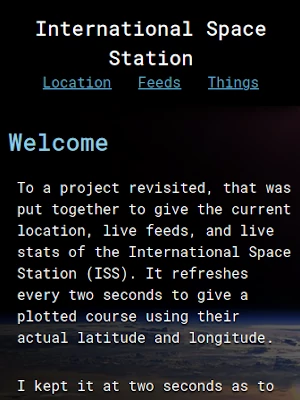 International Space
Station
Location Feeds Things
Welcome
To a project revisited, that was
put together to give the current
location, live feeds, and live
stats of the International Space
Station (ISS). It refreshes
every two seconds to give a
plotted course using their
actual latitude and longitude.
I kept it at two seconds as to